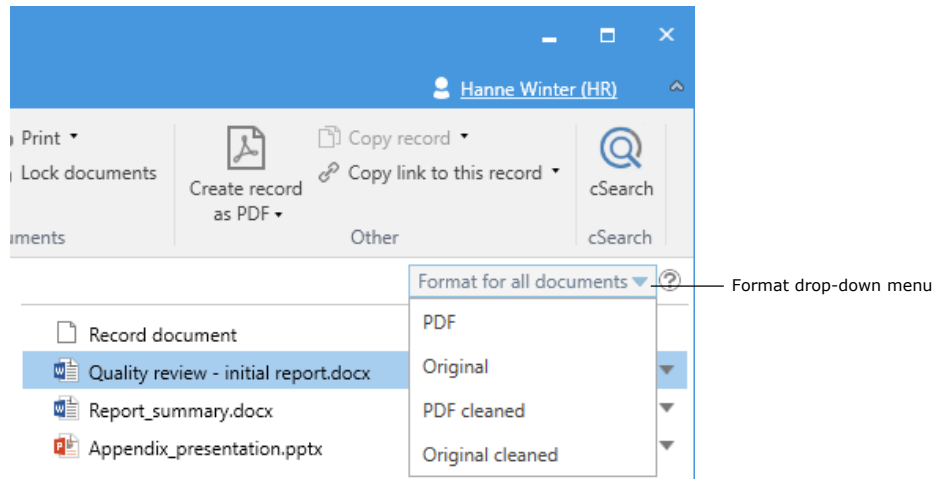 Hanne Winter (HR)
Print
Copy record
Lock documents
Copy link to this record
Create record
as PDF
cSearch
Other
cSearch
Format for all documents
?
Format drop-down menu
PDF
Record document
Original
Quality review - initial report.docx
PDF cleaned
Report_summary.docx
Original cleaned
Appendix_presentation.pptx